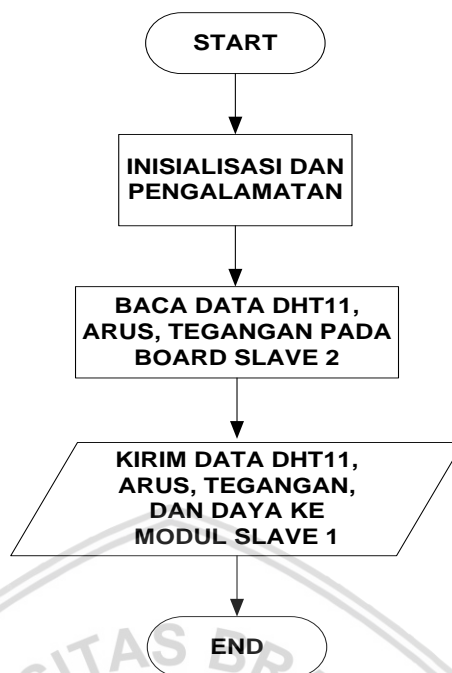 START
INISIALISASI DAN
PENGALAMATAN
BACA DATA DHT11,
ARUS, TEGANGAN PADA
BOARD SLAVE 2
KIRIM DATA DHT11,
ARUS, TEGANGAN,
DAN DAYA KE
MODUL SLAVE 1
END